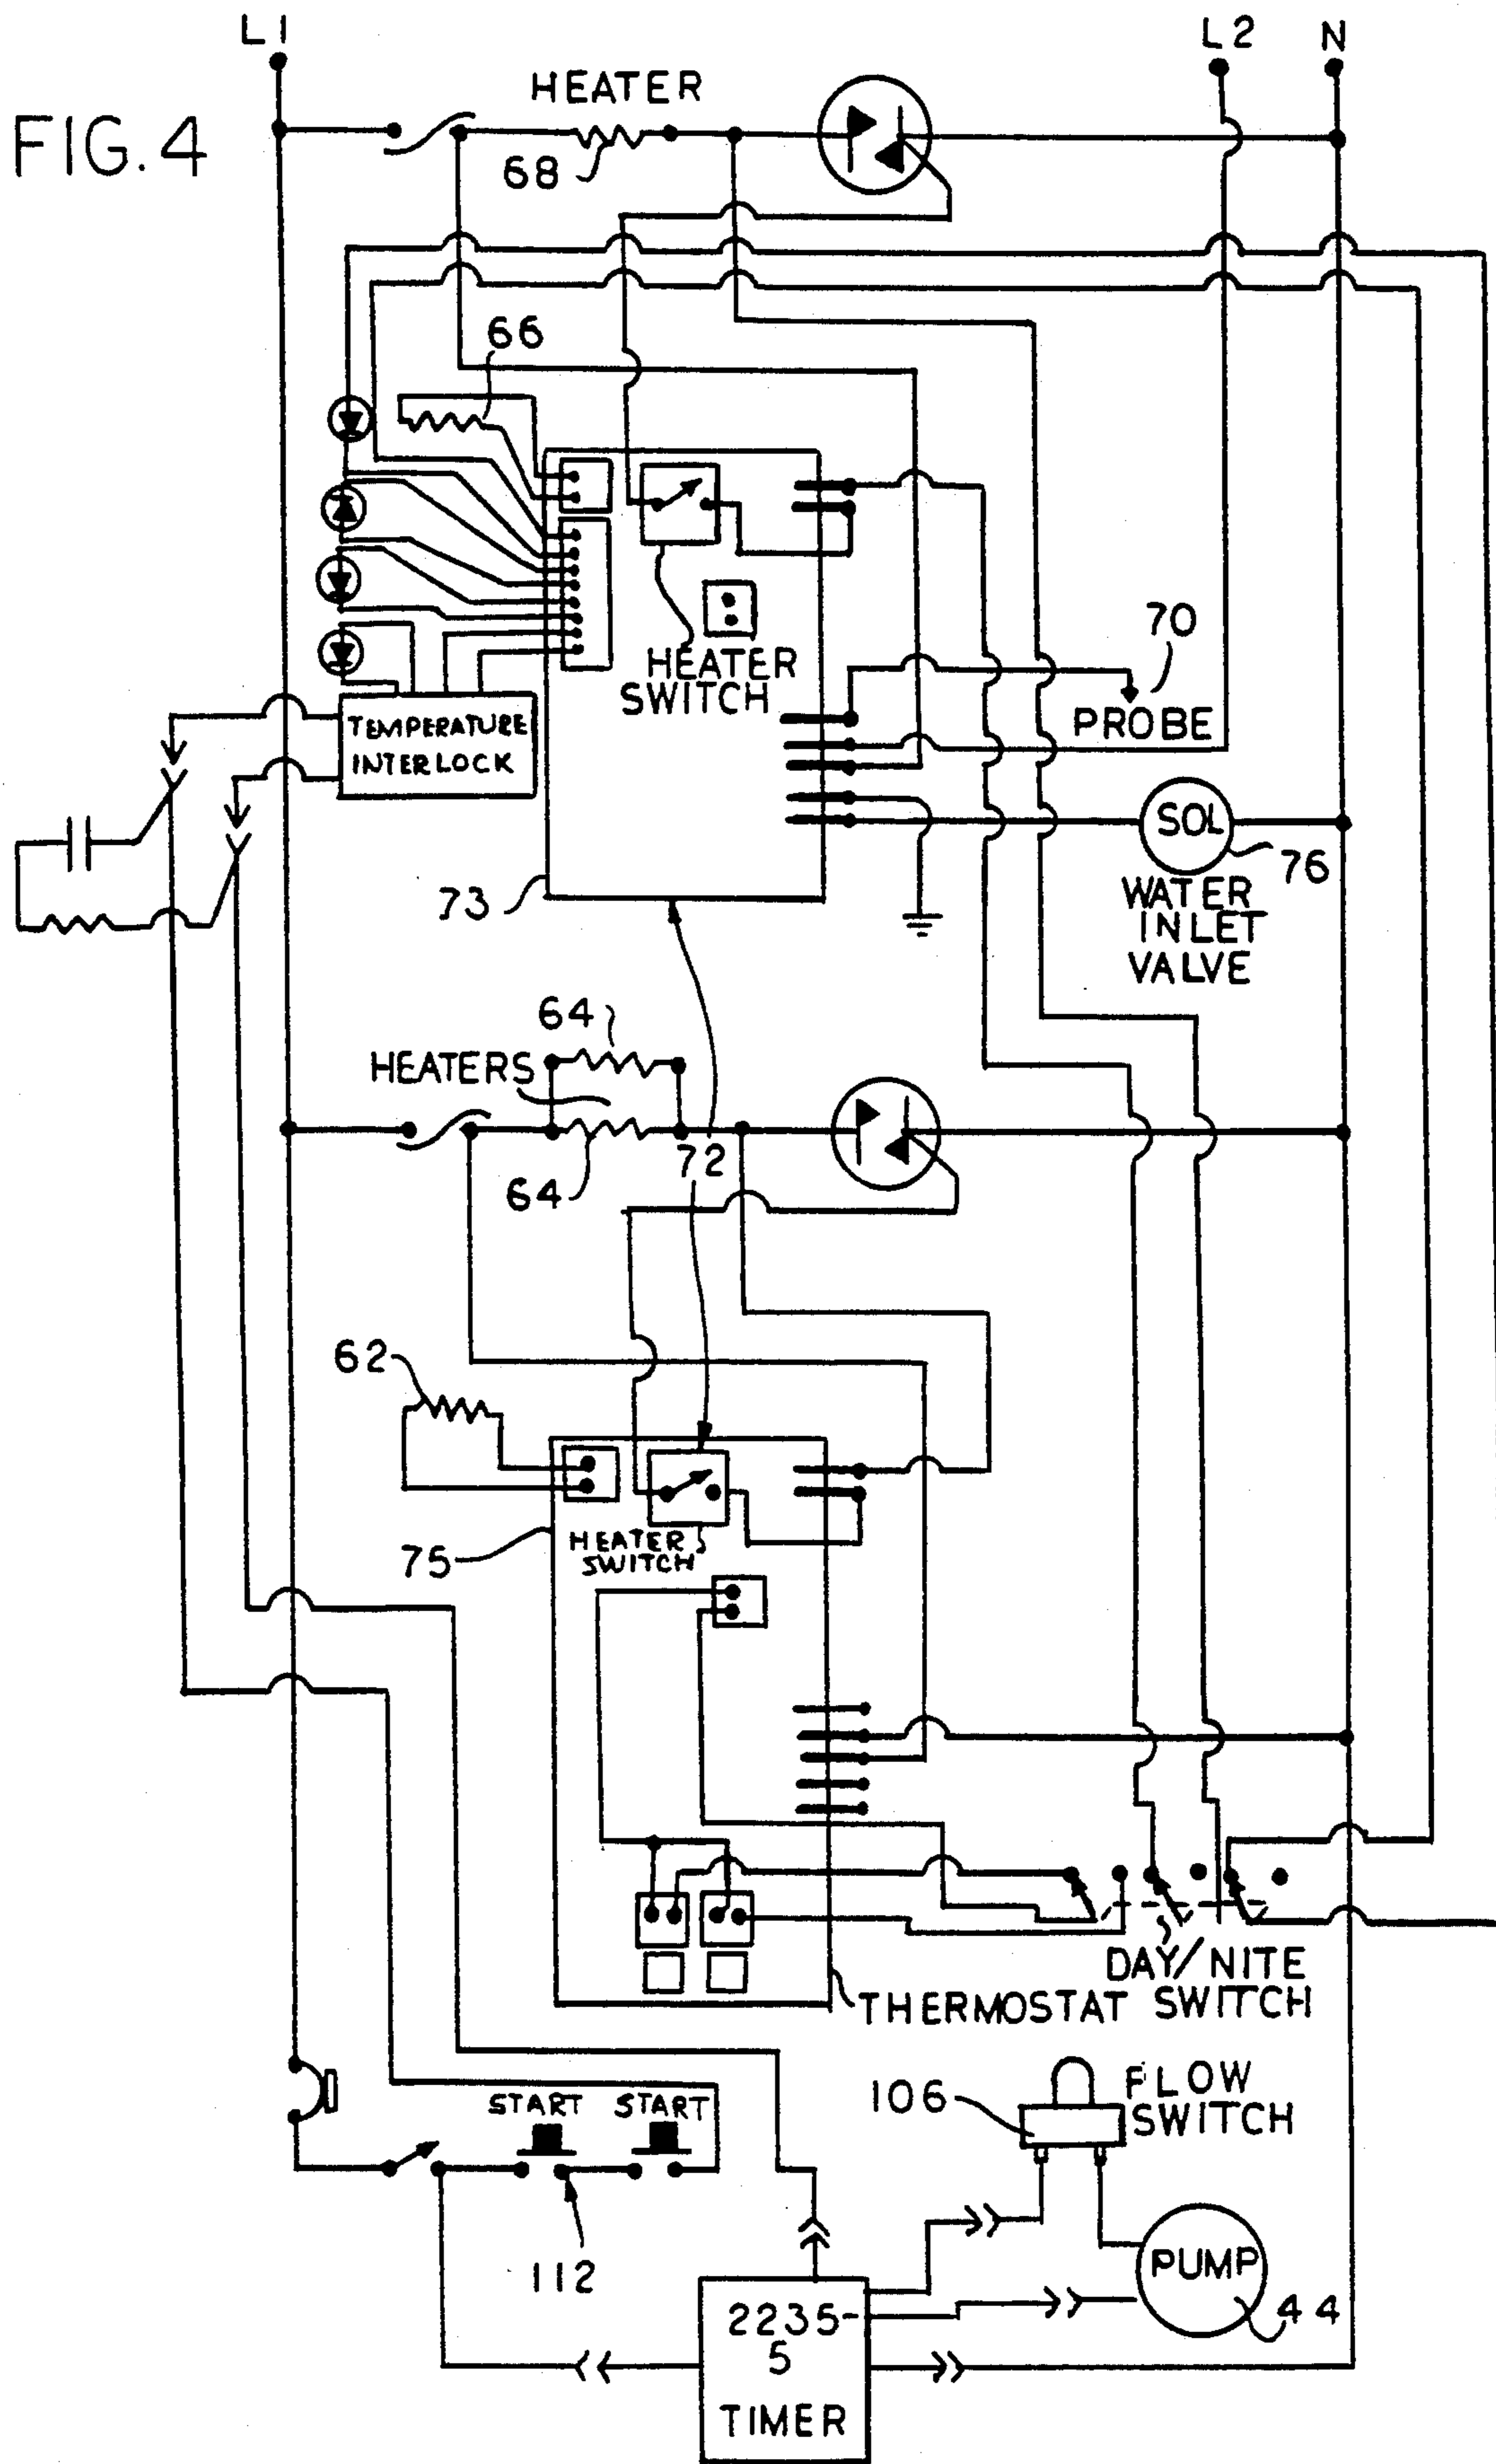 L1
L2
N
HEATER
FIG. 4
68
66
70
HEATER
SWITCH
PROBE
TEMPERATURE
INTERLOCK
SOL
76
73
WATER
INLET
VALVE
64
HEATERS
72
64
62
75
HEATER
SWITCH
DAY/NITE
THERMOSTAT SWITCH
106
FLOW
SWITCH
START
START
112
PUMP
44
2235-
5
TIMER